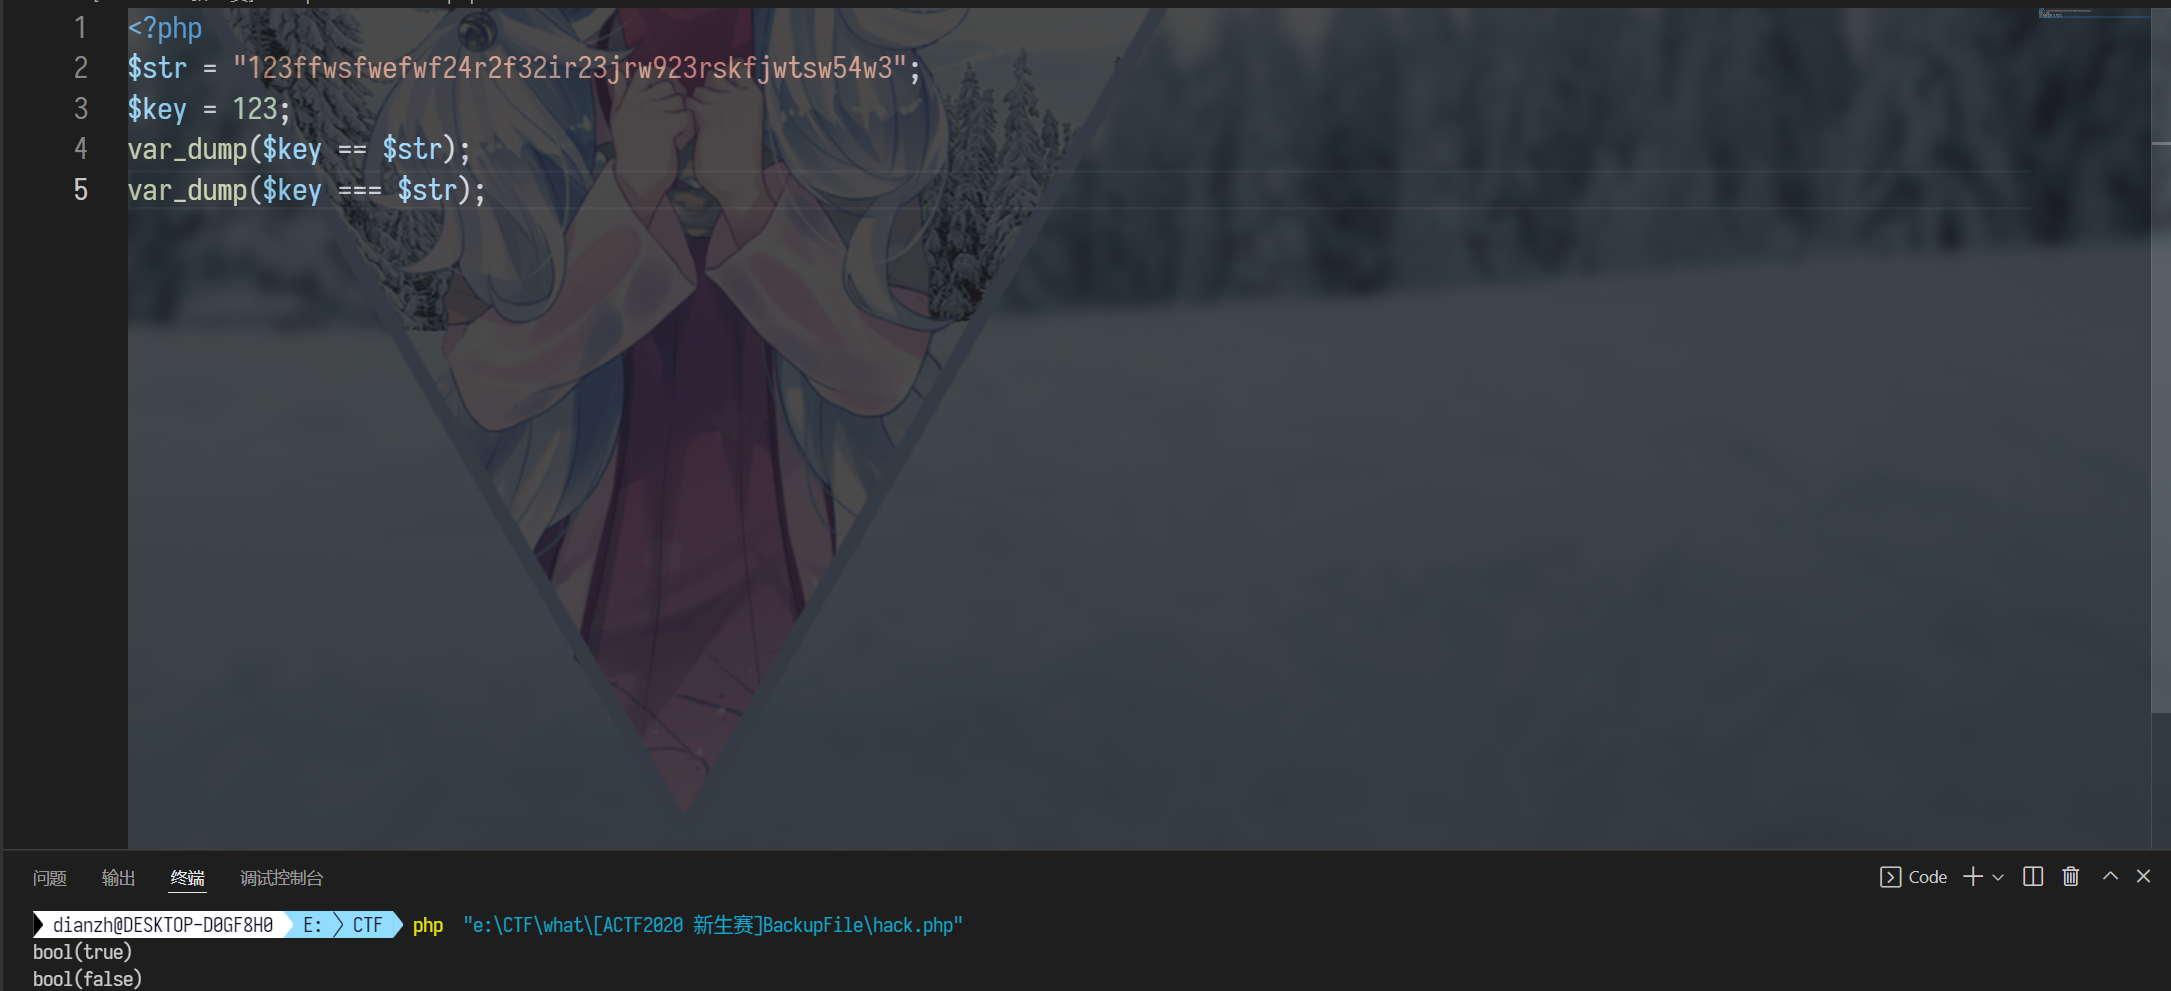 1 <?php
2 $str = "123ffwsfwefwf24r2f32ir23jrw923rskfjwtsw54w3";
3 $key = 123;
4 var_dump($key == $str);
5 var_dump($key === $str);
问题 输出 终端 调试控制台 Code
dianzh@DESKTOP-D0GF8H0 E: CTF php "e:\CTF\what\[ACTF2020 新生赛]BackupFile\hack.php"
bool(true)
bool(false)